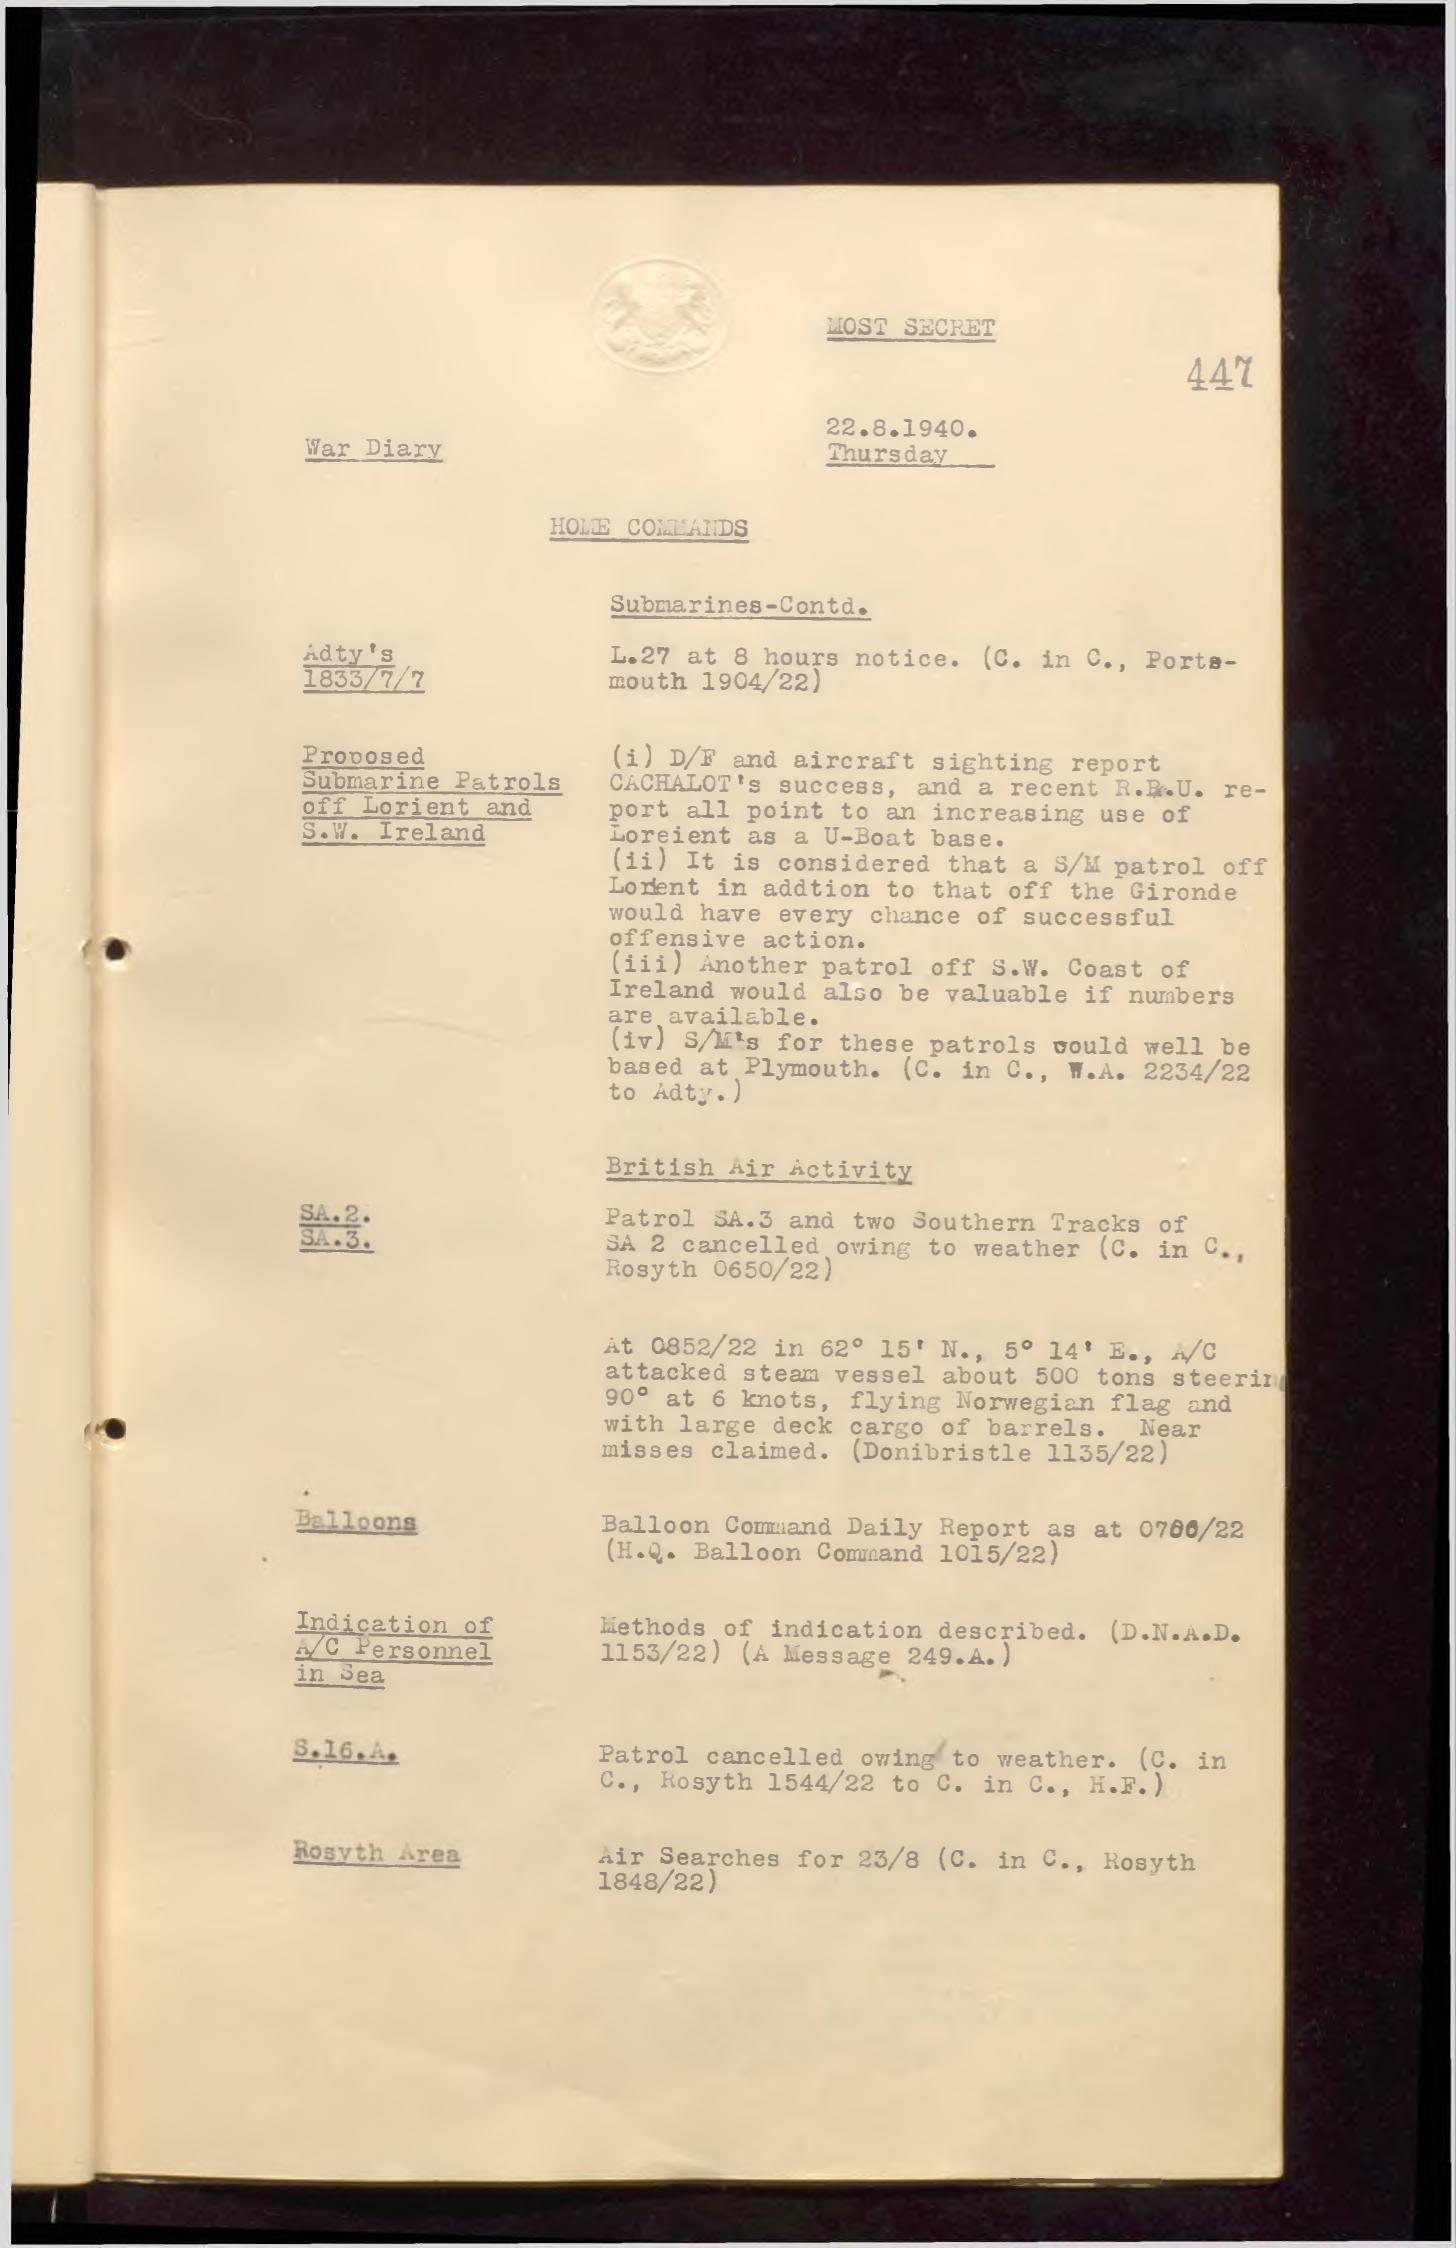 MOST SECRET
447
22.8.1940.
War Diary
Thursday
HOME COMMANDS
Submarines-Contd.
Adty's
1833/7/7
L.27 at 8 hours notice. (C. in C., Ports-
mouth 1904/22)
Proposed
Submarine Patrols
off Lorient and
S.W. Ireland
(i) D/F and aircraft sighting report
CACHALOT's success, and a recent re-
port all point to an increasing use of
Loreient as a U-Boat base.
(ii) It is considered that a S/M patrol off
Lorient in addtion to that off the Gironde
would have every chance of successful
offensive action.
(iii) Another patrol off S.W. Coast of
Ireland would also be valuable if numbers
are available.
(iv) S/M's for these patrols could well be
based at Plymouth. (C. in C., W.A. 2234/22
to Adty.)
British Air Activity
SA.2.
SA.3.
Patrol SA.3 and two Southern Tracks of
SA 2 cancelled owing to weather (C. in C.,
Rosyth 0650/22)
At 0852/22 in 62° 15' N., 5° 14' E., A/C
attacked steam vessel about 500 tons steerin
90° at 6 knots, flying Norwegian flag and
with large deck cargo of barrels. Near
misses claimed. (Donibristle 1135/22)
Balloons
Balloon Command Daily Report as at 0700/22
(H.Q. Balloon Command 1015/22)
Indication of
A/C Personnel
in Sea
Methods of indication described. (D.N.A.D.
1153/22) (A Message 249.A.)
S.16.A.
Patrol cancelled owing to weather. (C. in
C., Rosyth 1544/22 to C. in C., H.F.)
Rosyth Area
Air Searches for 23/8 (C. in C., Rosyth
1848/22)